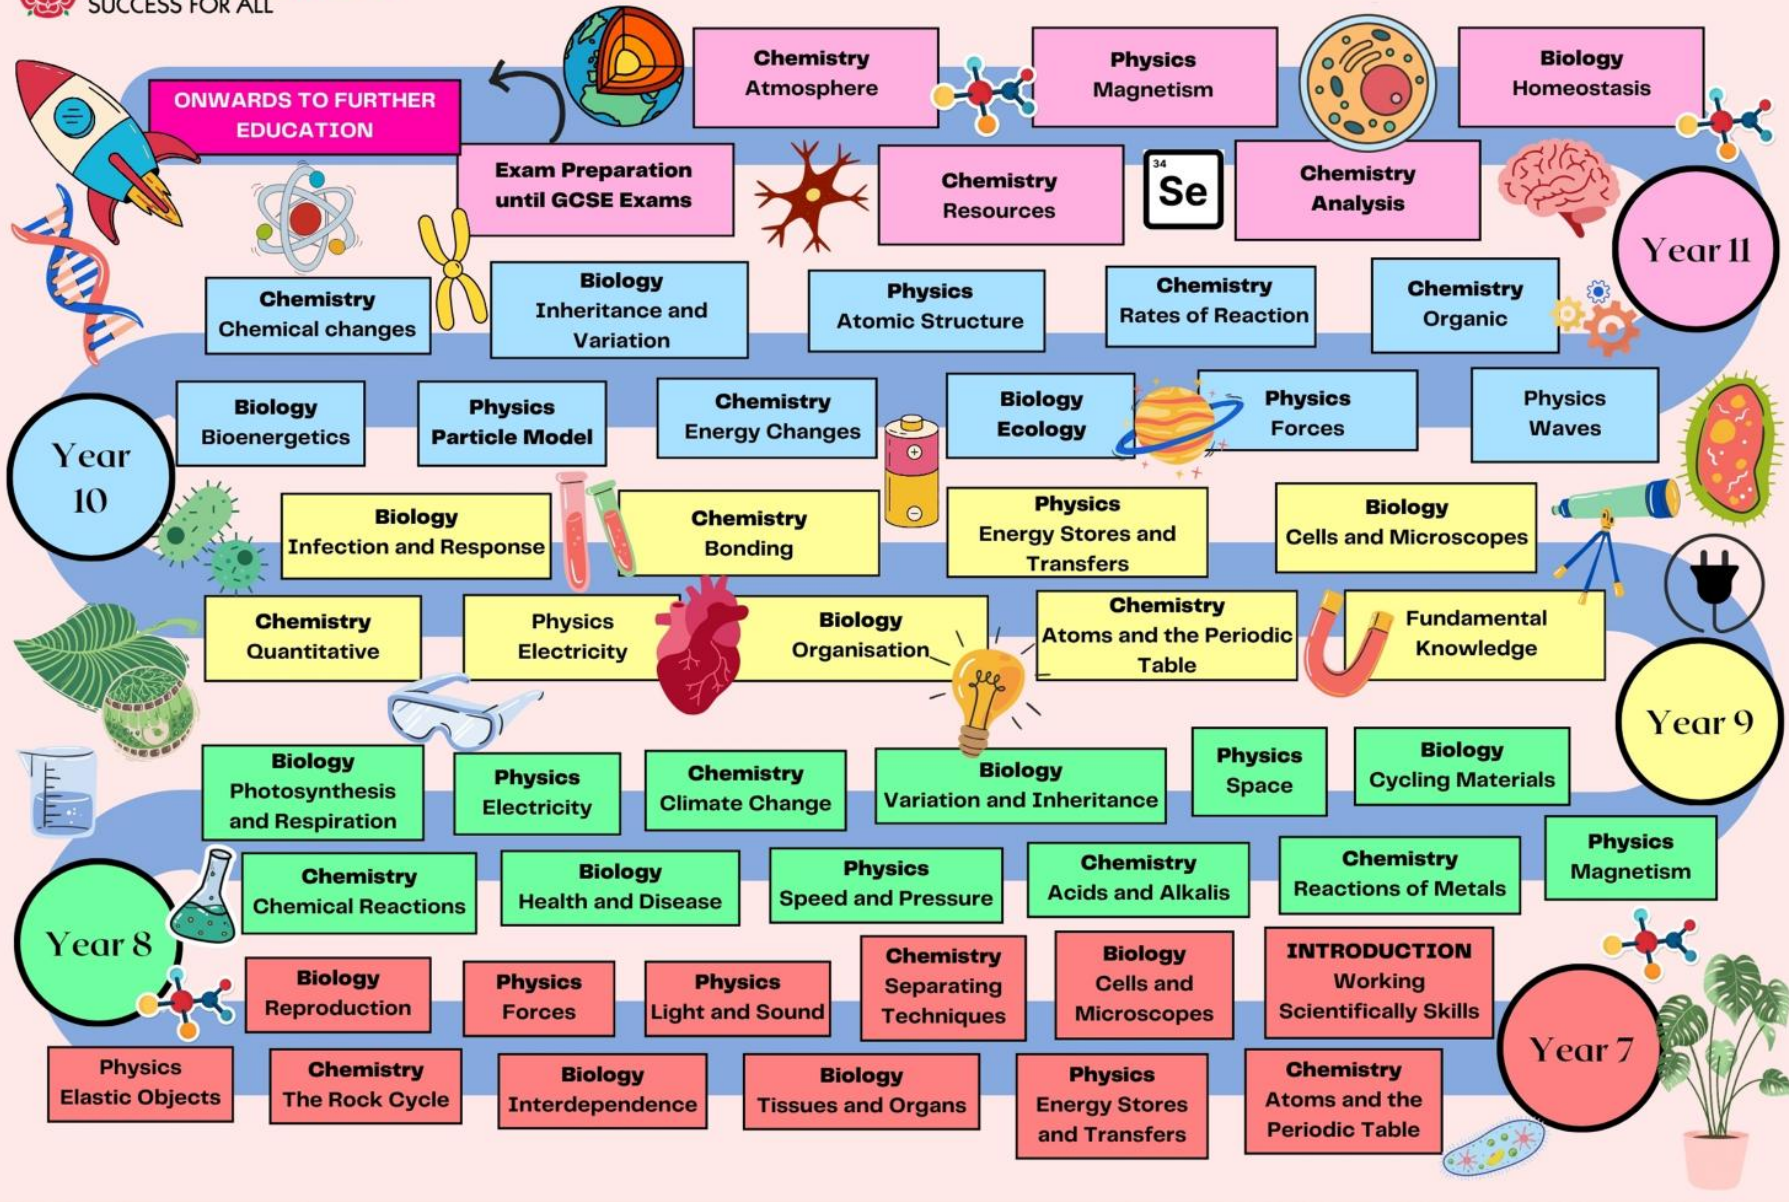 SUCCESS FOR ALL
ONWARDS TO FURTHER
EDUCATION
Chemistry
Atmosphere
Physics
Magnetism
Biology
Homeostasis
Exam Preparation
until GCSE Exams
Chemistry
Resources
34
Se
Chemistry
Analysis
Year 11
Chemistry
Chemical changes
Biology
Inheritance and
Variation
Physics
Atomic Structure
Chemistry
Rates of Reaction
Chemistry
Organic
Year
10
Biology
Bioenergetics
Physics
Particle Model
Chemistry
Energy Changes
Biology
Ecology
Physics
Forces
Physics
Waves
Biology
Infection and Response
Chemistry
Bonding
Physics
Energy Stores and
Transfers
Biology
Cells and Microscopes
Chemistry
Quantitative
Physics
Electricity
Biology
Organisation
Chemistry
Atoms and the Periodic
Table
Fundamental
Knowledge
Year 9
Biology
Photosynthesis
and Respiration
Physics
Electricity
Chemistry
Climate Change
Biology
Variation and Inheritance
Physics
Space
Biology
Cycling Materials
Year 8
Chemistry
Chemical Reactions
Biology
Health and Disease
Physics
Speed and Pressure
Chemistry
Acids and Alkalis
Chemistry
Reactions of Metals
Physics
Magnetism
Biology
Reproduction
Physics
Forces
Physics
Light and Sound
Chemistry
Separating
Techniques
Biology
Cells and
Microscopes
INTRODUCTION
Working
Scientifically Skills
Year 7
Physics
Elastic Objects
Chemistry
The Rock Cycle
Biology
Interdependence
Biology
Tissues and Organs
Physics
Energy Stores
and Transfers
Chemistry
Atoms and the
Periodic Table